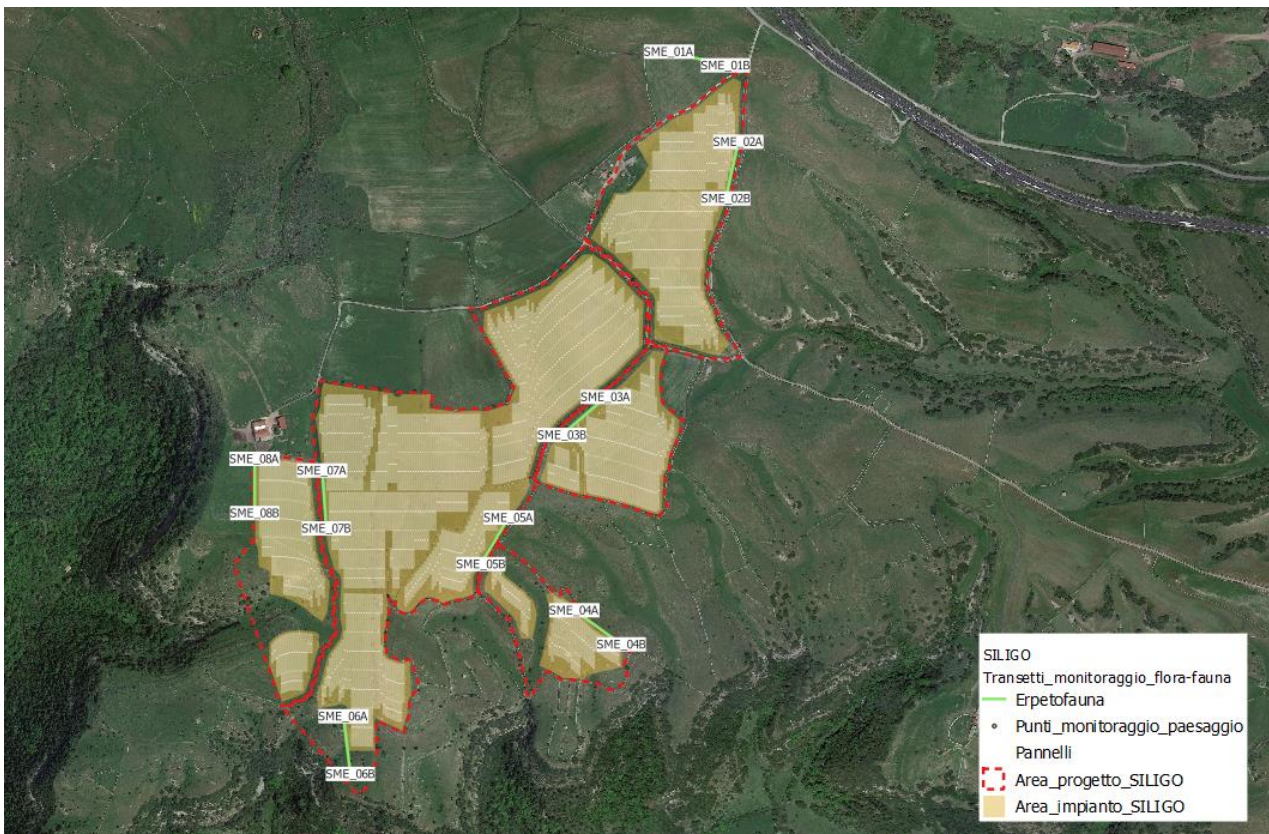 SME_01A
SME_01B
SME_02A
SME_02B
SME_03A
SME_03B
SME_08A
SME_07A
SME_08B
SME_07B
SME_05A
SME_05B
SME_04A
SME_04B
SME_06A
SME_06B
SILIGO
Transetti_monitoraggio_flora-fauna
Erpetofauna
Punti_monitoraggio_paesaggio
Pannelli
Area_progetto_SILIGO
Area_impianto_SILIGO